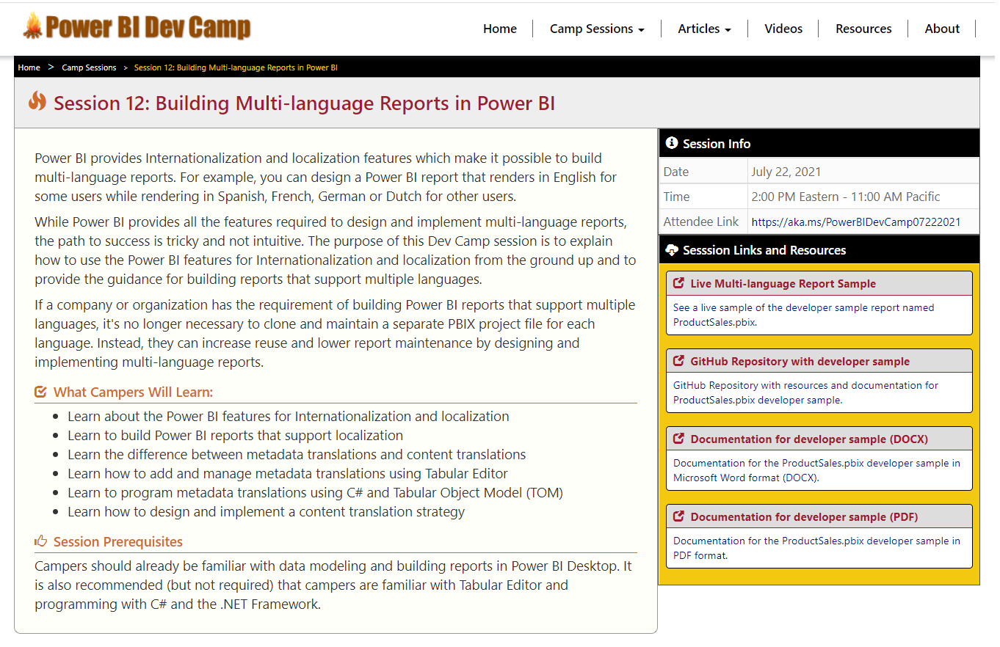 Power BI Dev Camp
Home
Camp Sessions
Articles
Videos
Resources
About
Home > Camp Sessions > Session 12: Building Multi-language Reports in Power BI
Session 12: Building Multi-language Reports in Power BI
Power BI provides Internationalization and localization features which make it possible to build
multi-language reports. For example, you can design a Power BI report that renders in English for
some users while rendering in Spanish, French, German or Dutch for other users.
While Power BI provides all the features required to design and implement multi-language reports,
the path to success is tricky and not intuitive. The purpose of this Dev Camp session is to explain
how to use the Power BI features for Internationalization and localization from the ground up and to
provide the guidance for building reports that support multiple languages.
If a company or organization has the requirement of building Power BI reports that support multiple
languages, it's no longer necessary to clone and maintain a separate PBIX project file for each
language. Instead, they can increase reuse and lower report maintenance by designing and
implementing multi-language reports.
What Campers Will Learn:
Learn about the Power BI features for Internationalization and localization
Learn to build Power BI reports that support localization
Learn the difference between metadata translations and content translations
Learn how to add and manage metadata translations using Tabular Editor
Learn to program metadata translations using C# and Tabular Object Model (TOM)
Learn how to design and implement a content translation strategy
Session Prerequisites
Campers should already be familiar with data modeling and building reports in Power BI Desktop. It
is also recommended (but not required) that campers are familiar with Tabular Editor and
programming with C# and the .NET Framework.
Session Info
Date July 22, 2021
Time 2:00 PM Eastern - 11:00 AM Pacific
Attendee Link https://aka.ms/PowerBIDevCamp07222021
Sesssion Links and Resources
Live Multi-language Report Sample
See a live sample of the developer sample report named
ProductSales.pbix.
GitHub Repository with developer sample
GitHub Repository with resources and documentation for
ProductSales.pbix developer sample.
Documentation for developer sample (DOCX)
Documentation for the ProductSales.pbix developer sample in
Microsoft Word format (DOCX).
Documentation for developer sample (PDF)
Documentation for the ProductSales.pbix developer sample in
PDF format.